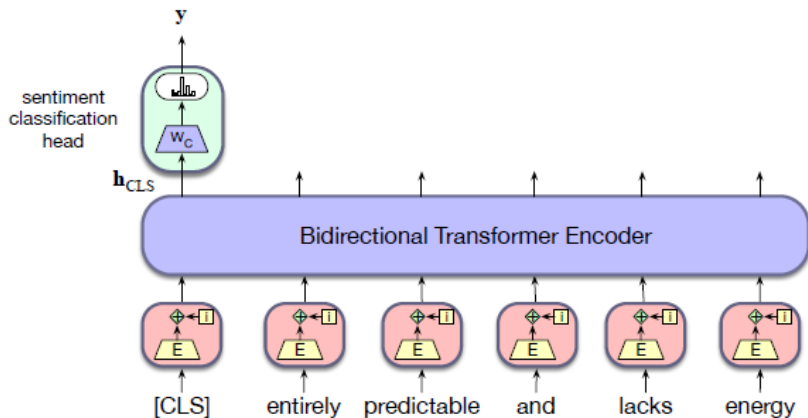 y
sentiment
classification
head
W_C
h_CLS
Bidirectional Transformer Encoder
i i i i i i
E E E E E E
[CLS] entirely predictable and lacks energy